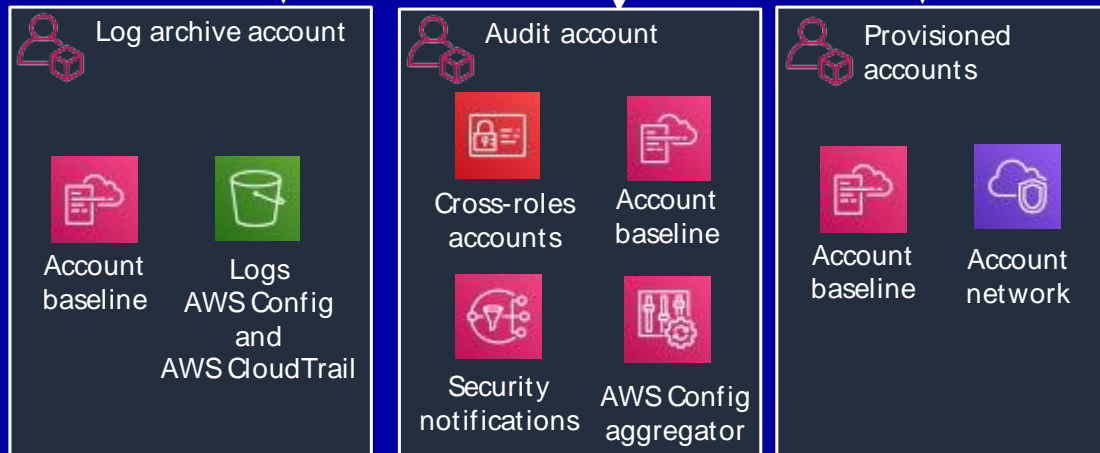 Log archive account
Account
baseline
Logs
AWS Config
and
AWS CloudTrail
Audit account
Cross-roles
accounts
Account
baseline
Security
notifications
AWS Config
aggregator
Provisioned
accounts
Account
baseline
Account
network